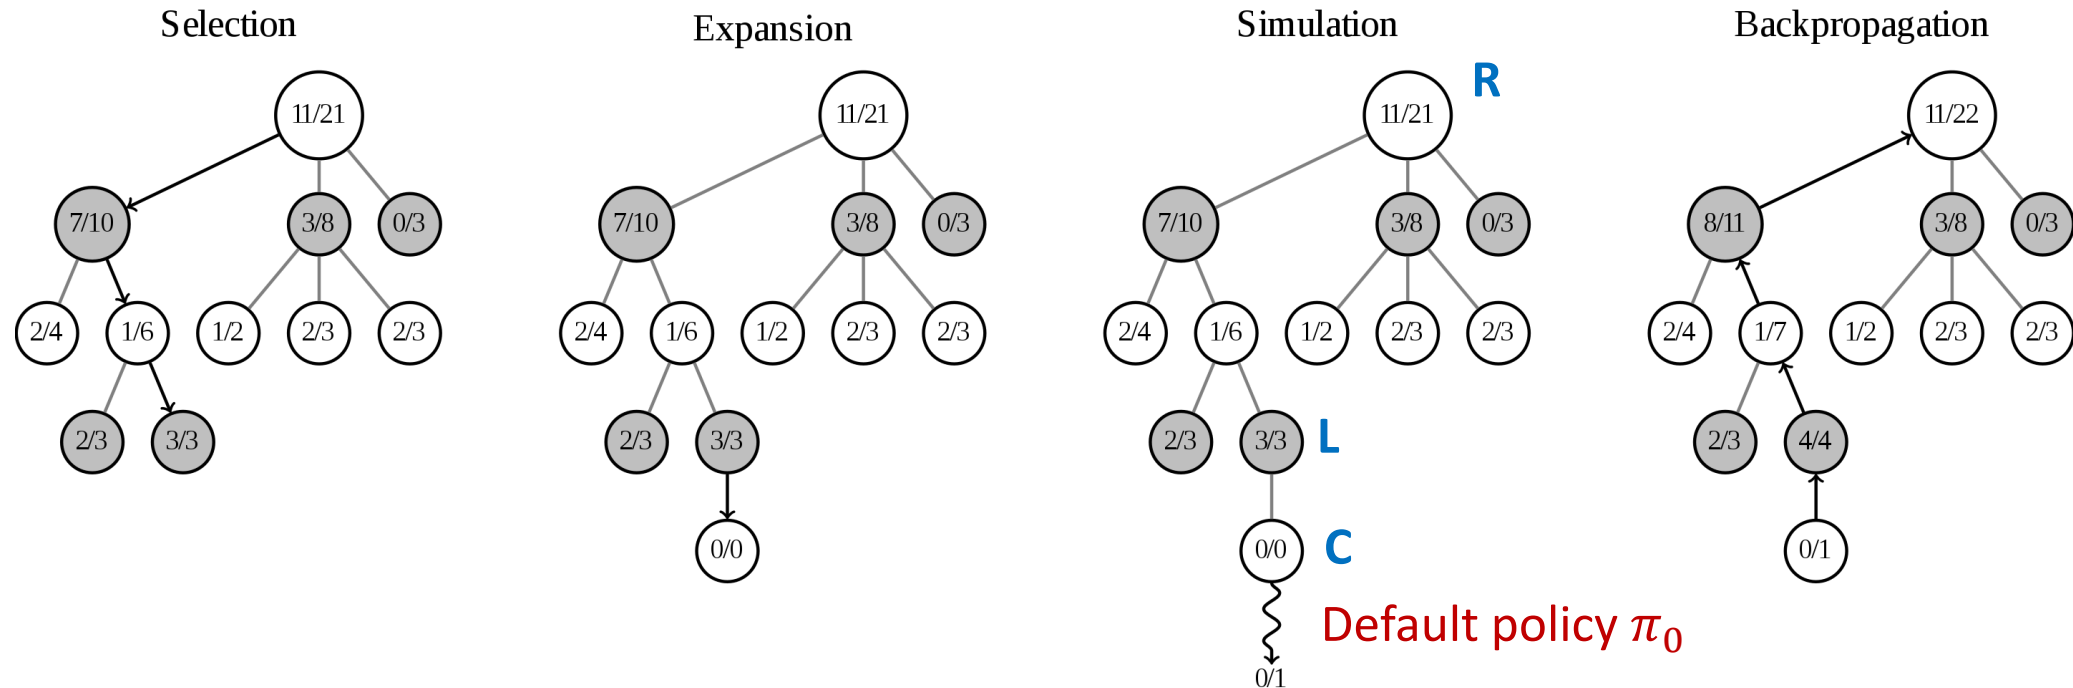 Selection
11/21
7/10 3/8 0/3
2/4 1/6 1/2 2/3 2/3
2/3 3/3
Expansion
11/21
7/10 3/8 0/3
2/4 1/6 1/2 2/3 2/3
2/3 3/3
0/0
Simulation
11/21 R
7/10 3/8 0/3
2/4 1/6 1/2 2/3 2/3
2/3 3/3 L
0/0 C
Default policy π₀
0/1
Backpropagation
11/22
8/11 3/8 0/3
2/4 1/7 1/2 2/3 2/3
2/3 4/4
0/1